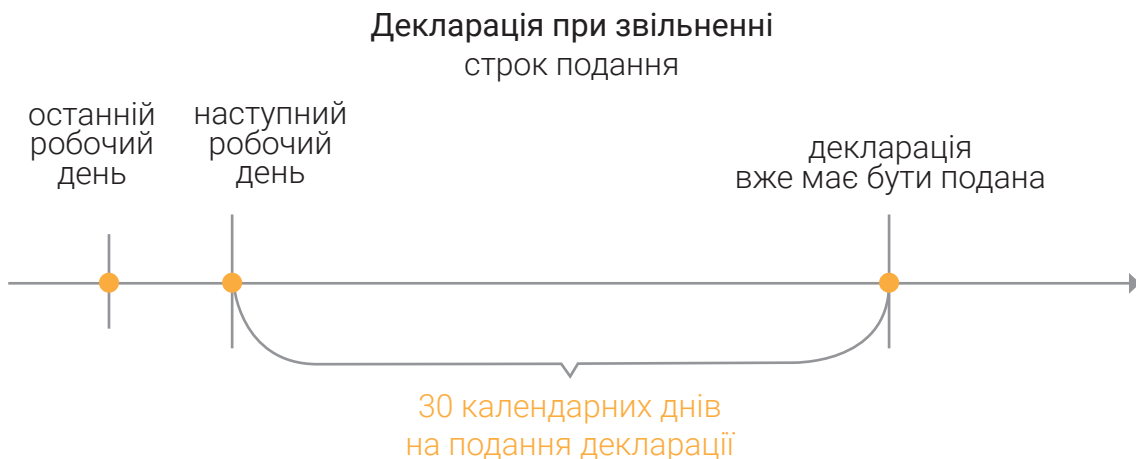 Декларація при звільненні
строк подання
останній
робочий
день
наступний
робочий
день
декларація
вже має бути подана
30 календарних днів
на подання декларації